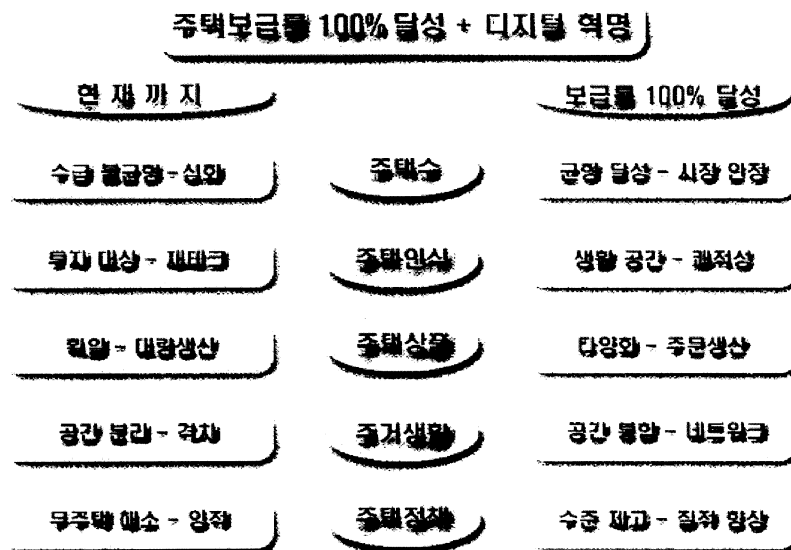 주택보급률 100% 달성 + 디지털 혁명
현 재 까 지 보급률 100% 달성
수급 불균형 - 심화 주택수 균형 달성 - 시장 안정
투자 대상 - 재테크 주택인식 생활 공간 - 쾌적성
획일 - 대량생산 주택상품 다양화 - 주문생산
공간 분리 - 격차 주거생활 공간 통합 - 네트워크
무주택 해소 - 양적 주택정책 수준 제고 - 질적 향상